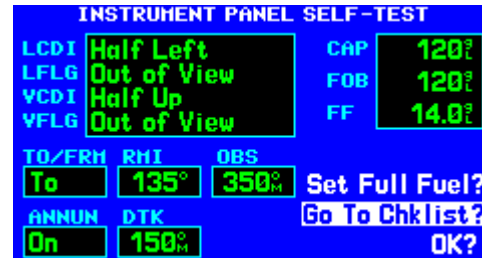 INSTRUMENT PANEL SELF-TEST
LCDI Half Left
LFLG Out of View
VCDI Half Up
VFLG Out of View
CAP 120
FOB 120
FF 14.0
TO/FRM RMI OBS
To 135° 350°M
Set Full Fuel?
ANNUN DTK
Go To Chklist?
On 150°M
OK?